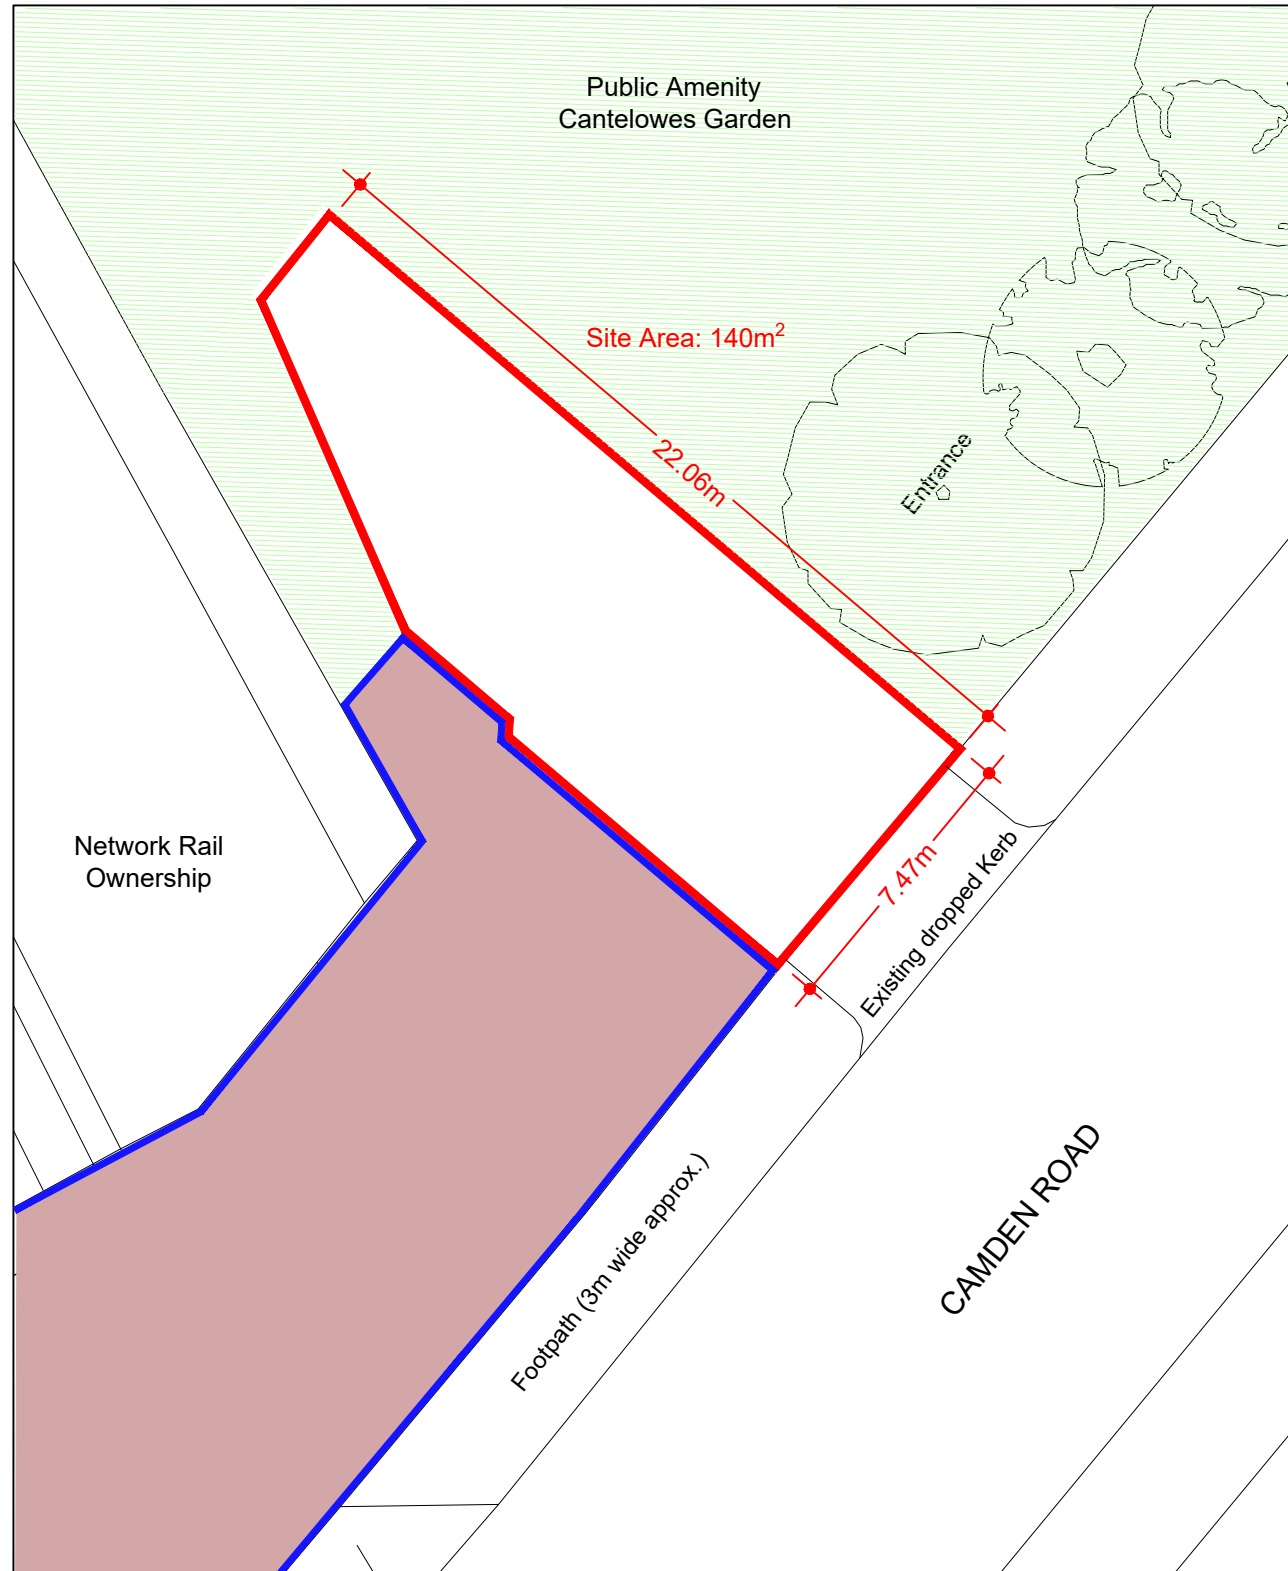 Public Amenity
Cantelowes Garden
Site Area: 140m²
22.06m
Entrance
7.47m
Existing dropped Kerb
Network Rail
Ownership
Footpath (3m wide approx.)
CAMDEN ROAD